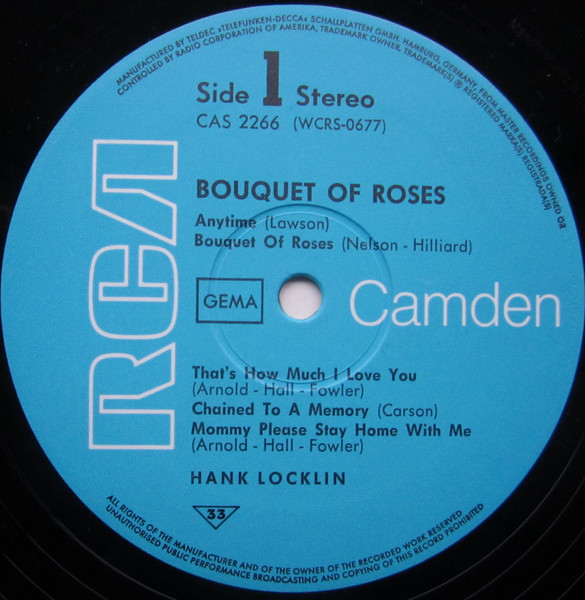 MANUFACTURED BY TELDEC »TELEFUNKEN-DECCA« SCHALLPLATTEN GMBH. HAMBURG, GERMANY, FROM MASTER RECORDINGS OWNED OR
CONTROLLED BY RADIO CORPORATION OF AMERIKA, TRADEMARK OWNER, TRADEMARK(S) ® REGISTERED MARKA(S) REGISTRADA(S)
Side 1 Stereo
CAS 2266 (WCRS-0677)
RCA
BOUQUET OF ROSES
Anytime (Lawson)
Bouquet Of Roses (Nelson - Hilliard)
GEMA
Camden
That's How Much I Love You
(Arnold - Hall - Fowler)
Chained To A Memory (Carson)
Mommy Please Stay Home With Me
(Arnold - Hall - Fowler)
HANK LOCKLIN
33
ALL RIGHTS OF THE MANUFACTURER AND OF THE OWNER OF THE RECORDED WORK RESERVED
UNAUTHORISED PUBLIC PERFORMANCE BROADCASTING AND COPYING OF THIS RECORD PROHIBITED